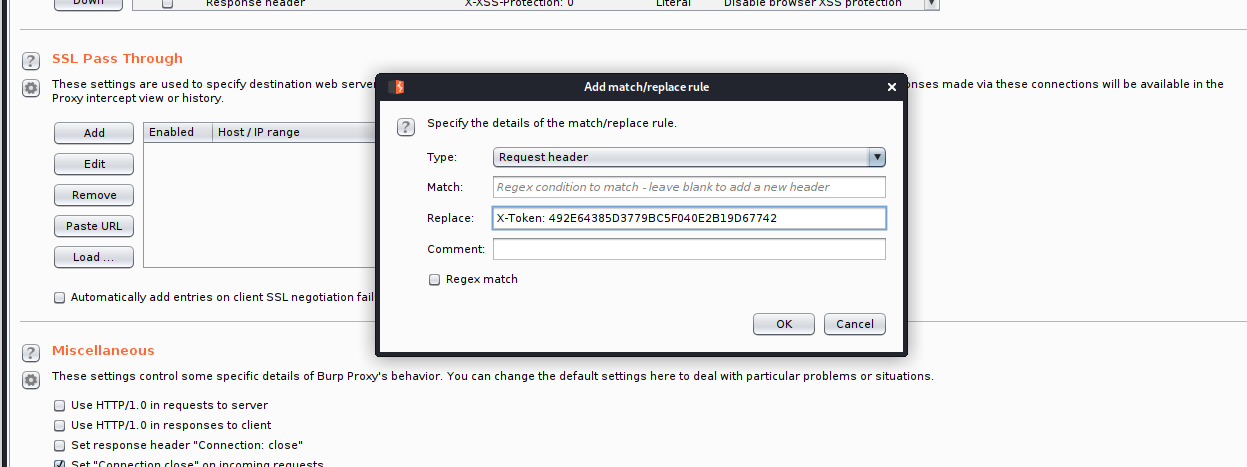 Down
Response header
X-XSS-Protection: 0
Literal
Disable browser XSS protection
SSL Pass Through
These settings are used to specify destination web server
onses made via these connections will be available in the
Proxy intercept view or history.
Add
Enabled
Host / IP range
Edit
Remove
Paste URL
Load ...
Automatically add entries on client SSL negotiation fail
Add match/replace rule
Specify the details of the match/replace rule.
Type:
Request header
Match:
Regex condition to match - leave blank to add a new header
Replace:
X-Token: 492E64385D3779BC5F040E2B19D67742
Comment:
Regex match
OK
Cancel
Miscellaneous
These settings control some specific details of Burp Proxy's behavior. You can change the default settings here to deal with particular problems or situations.
Use HTTP/1.0 in requests to server
Use HTTP/1.0 in responses to client
Set response header "Connection: close"
Set "Connection close" on incoming requests